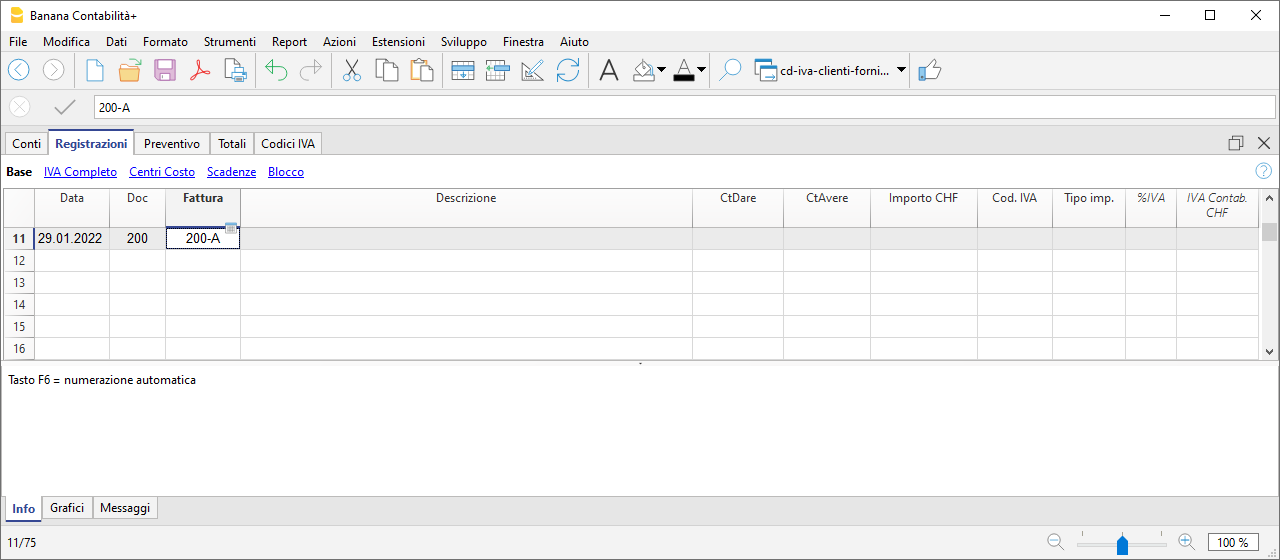 Banana Contabilità+
File Modifica Dati Formato Strumenti Report Azioni Estensioni Sviluppo Finestra Aiuto
cd-iva-clienti-forni...
200-A
Conti Registrazioni Preventivo Totali Codici IVA
Base IVA Completo Centri Costo Scadenze Blocco
Data Doc Fattura Descrizione CtDare CtAvere Importo CHF Cod. IVA Tipo imp. %IVA IVA Contab.
CHF
11 29.01.2022 200 200-A
12
13
14
15
16
Tasto F6 = numerazione automatica
Info Grafici Messaggi
11/75 100 %